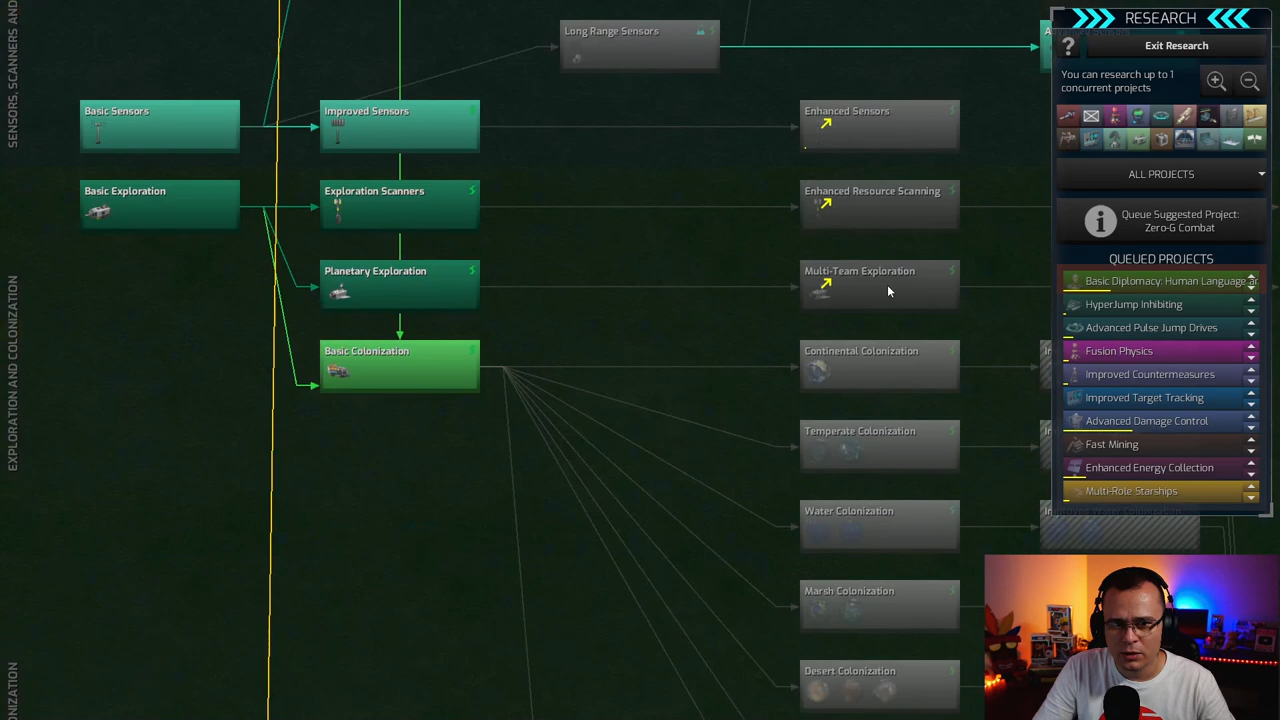 SENSORS, SCANNERS AND
EXPLORATION AND COLONIZATION
Long Range Sensors
Basic Sensors
Improved Sensors
Enhanced Sensors
Basic Exploration
Exploration Scanners
Enhanced Resource Scanning
Planetary Exploration
Multi-Team Exploration
Basic Colonization
Continental Colonization
Temperate Colonization
Water Colonization
Marsh Colonization
Desert Colonization
RESEARCH
? Exit Research
You can research up to 1
concurrent projects
ALL PROJECTS
Queue Suggested Project:
Zero-G Combat
QUEUED PROJECTS
Basic Diplomacy: Human Language ar
HyperJump Inhibiting
Advanced Pulse Jump Drives
Fusion Physics
Improved Countermeasures
Improved Target Tracking
Advanced Damage Control
Fast Mining
Enhanced Energy Collection
Multi-Role Starships